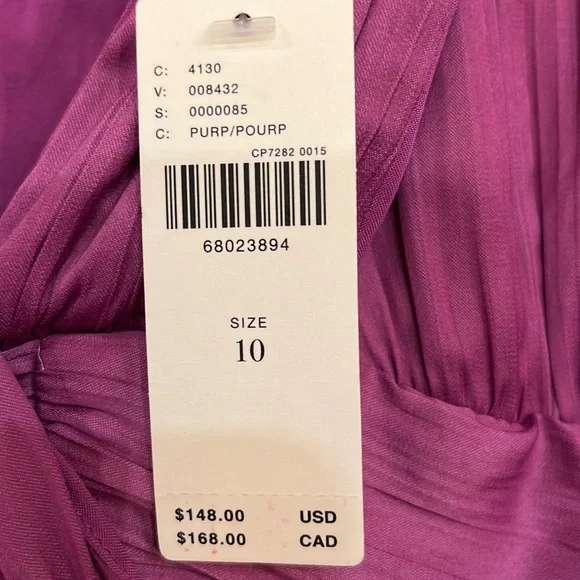 C: 4130
V: 008432
S: 0000085
C: PURP/POURP
CP7282 0015
68023894
SIZE
10
$148.00 USD
$168.00 CAD